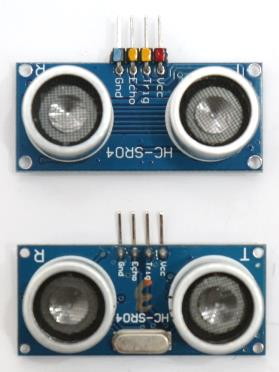 R T
Gnd
Echo
Trig
Vcc
HC-SR04
R T
Gnd
Echo
Trig
Vcc
HC-SR04